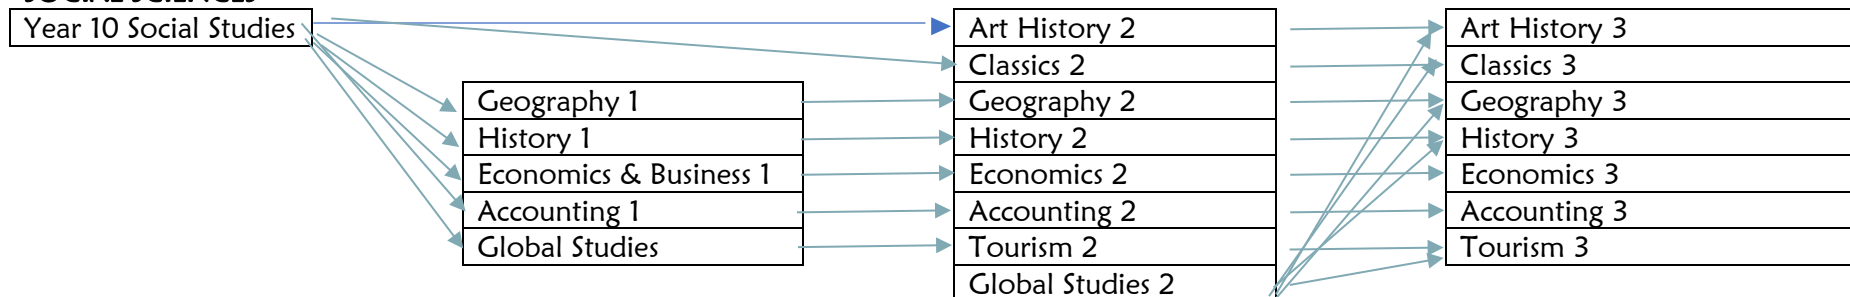 SOCIAL SCIENCES
Year 10 Social Studies
Art History 2
Art History 3
Classics 2
Classics 3
Geography 1
Geography 2
Geography 3
History 1
History 2
History 3
Economics & Business 1
Economics 2
Economics 3
Accounting 1
Accounting 2
Accounting 3
Global Studies
Tourism 2
Tourism 3
Global Studies 2